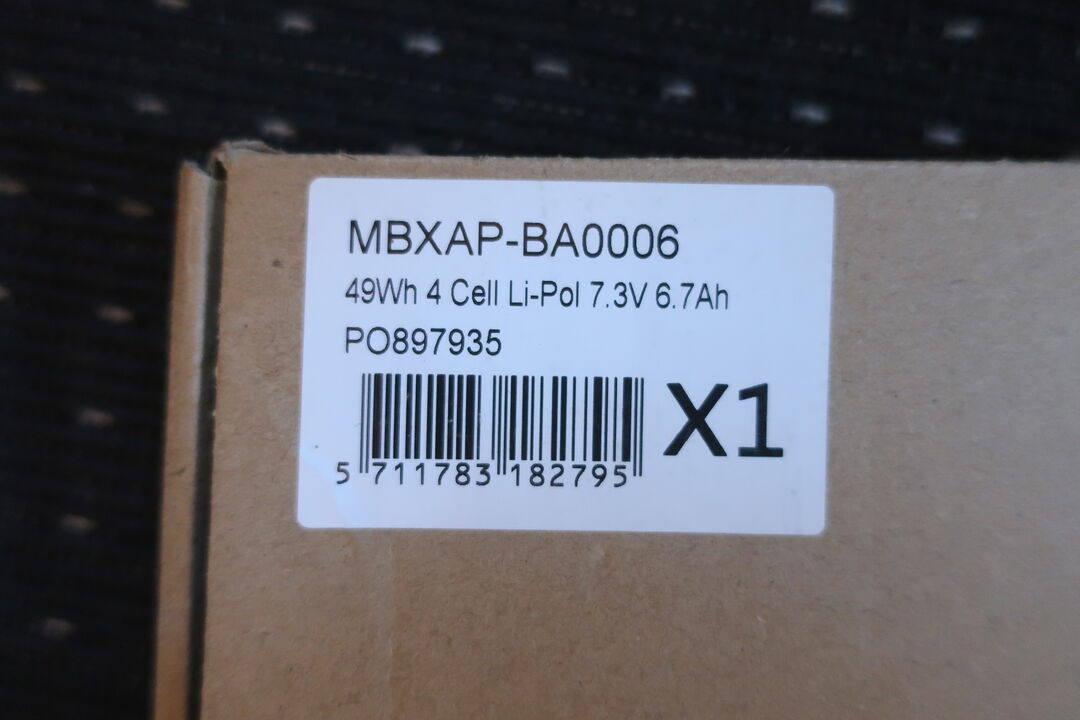 MBXAP-BA0006
49Wh 4 Cell Li-Pol 7.3V 6.7Ah
PO897935
X1
5 711783 182795